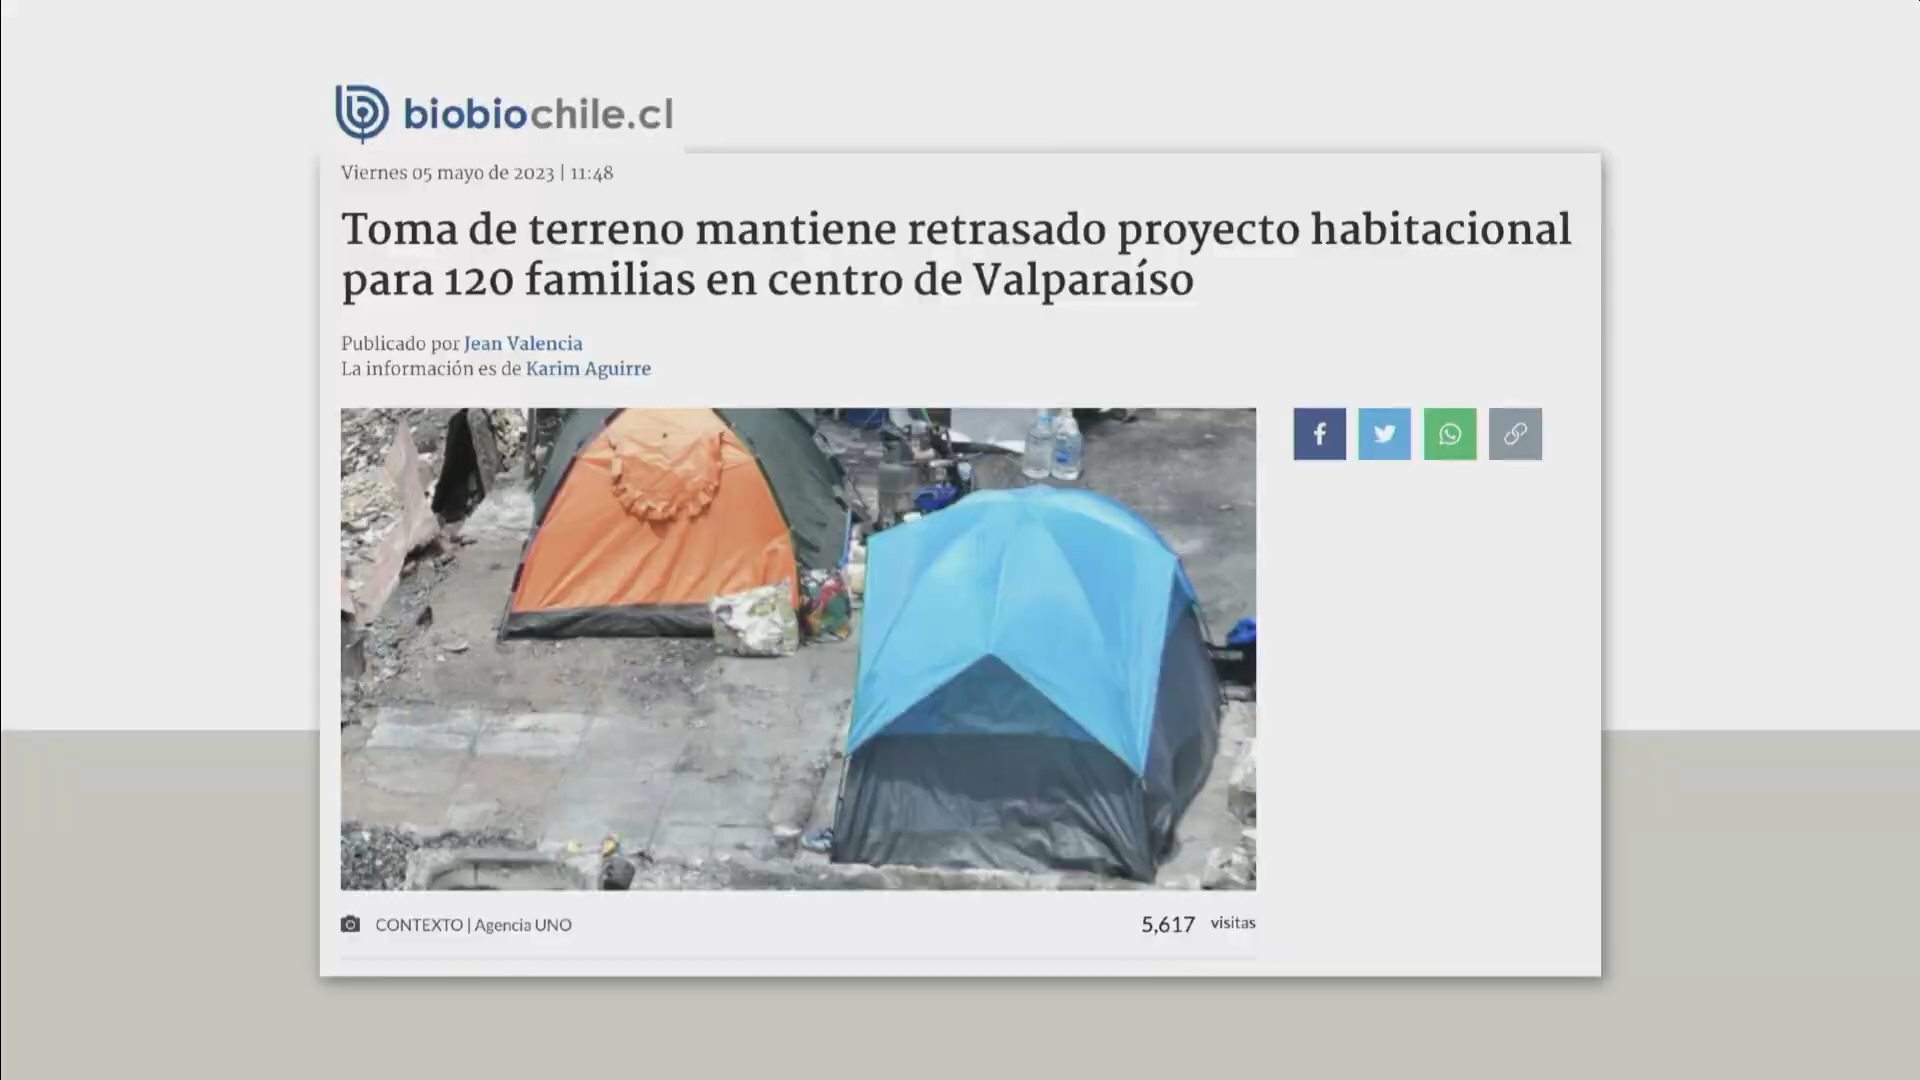 biobiochile.cl
Viernes 05 mayo de 2023 | 11:48
Toma de terreno mantiene retrasado proyecto habitacional
para 120 familias en centro de Valparaíso
Publicado por Jean Valencia
La información es de Karim Aguirre
CONTEXTO | Agencia UNO
5,617 visitas